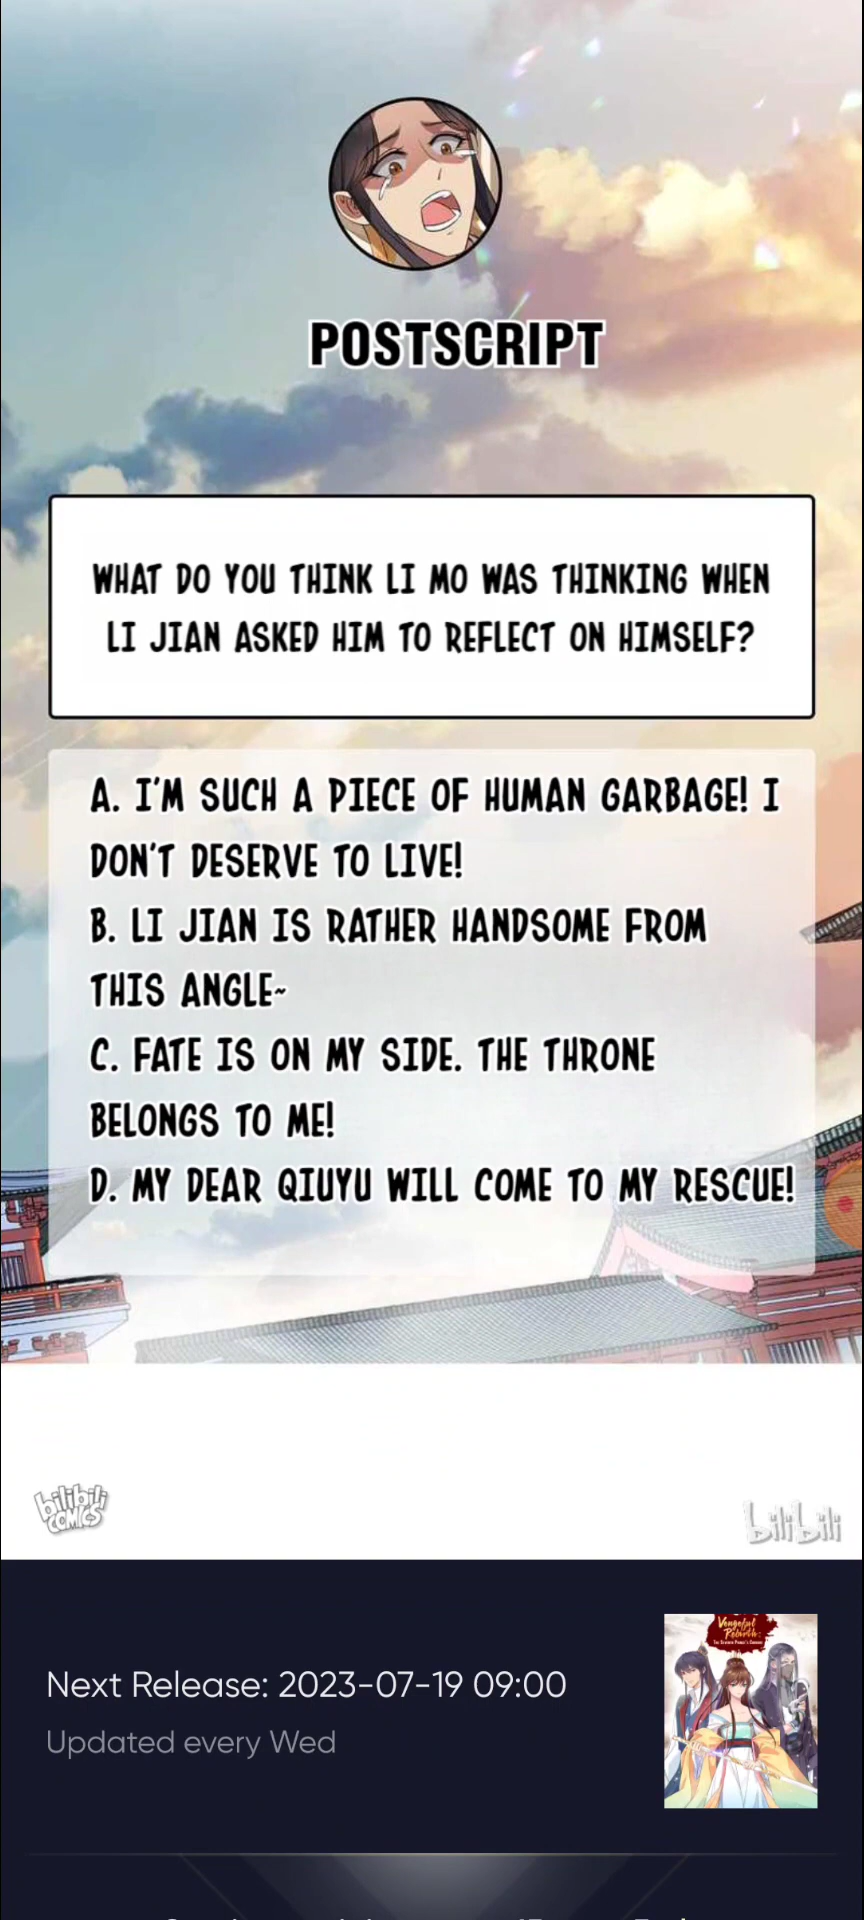 POSTSCRIPT
WHAT DO YOU THINK LI MO WAS THINKING WHEN
LI JIAN ASKED HIM TO REFLECT ON HIMSELF?
A. I'M SUCH A PIECE OF HUMAN GARBAGE! I
DON'T DESERVE TO LIVE!
B. LI JIAN IS RATHER HANDSOME FROM
THIS ANGLE~
C. FATE IS ON MY SIDE. THE THRONE
BELONGS TO ME!
D. MY DEAR QIUYU WILL COME TO MY RESCUE!
bilibili
COMICS
bilibili
Vengeful
Rebirth:
Next Release: 2023-07-19 09:00
Updated every Wed